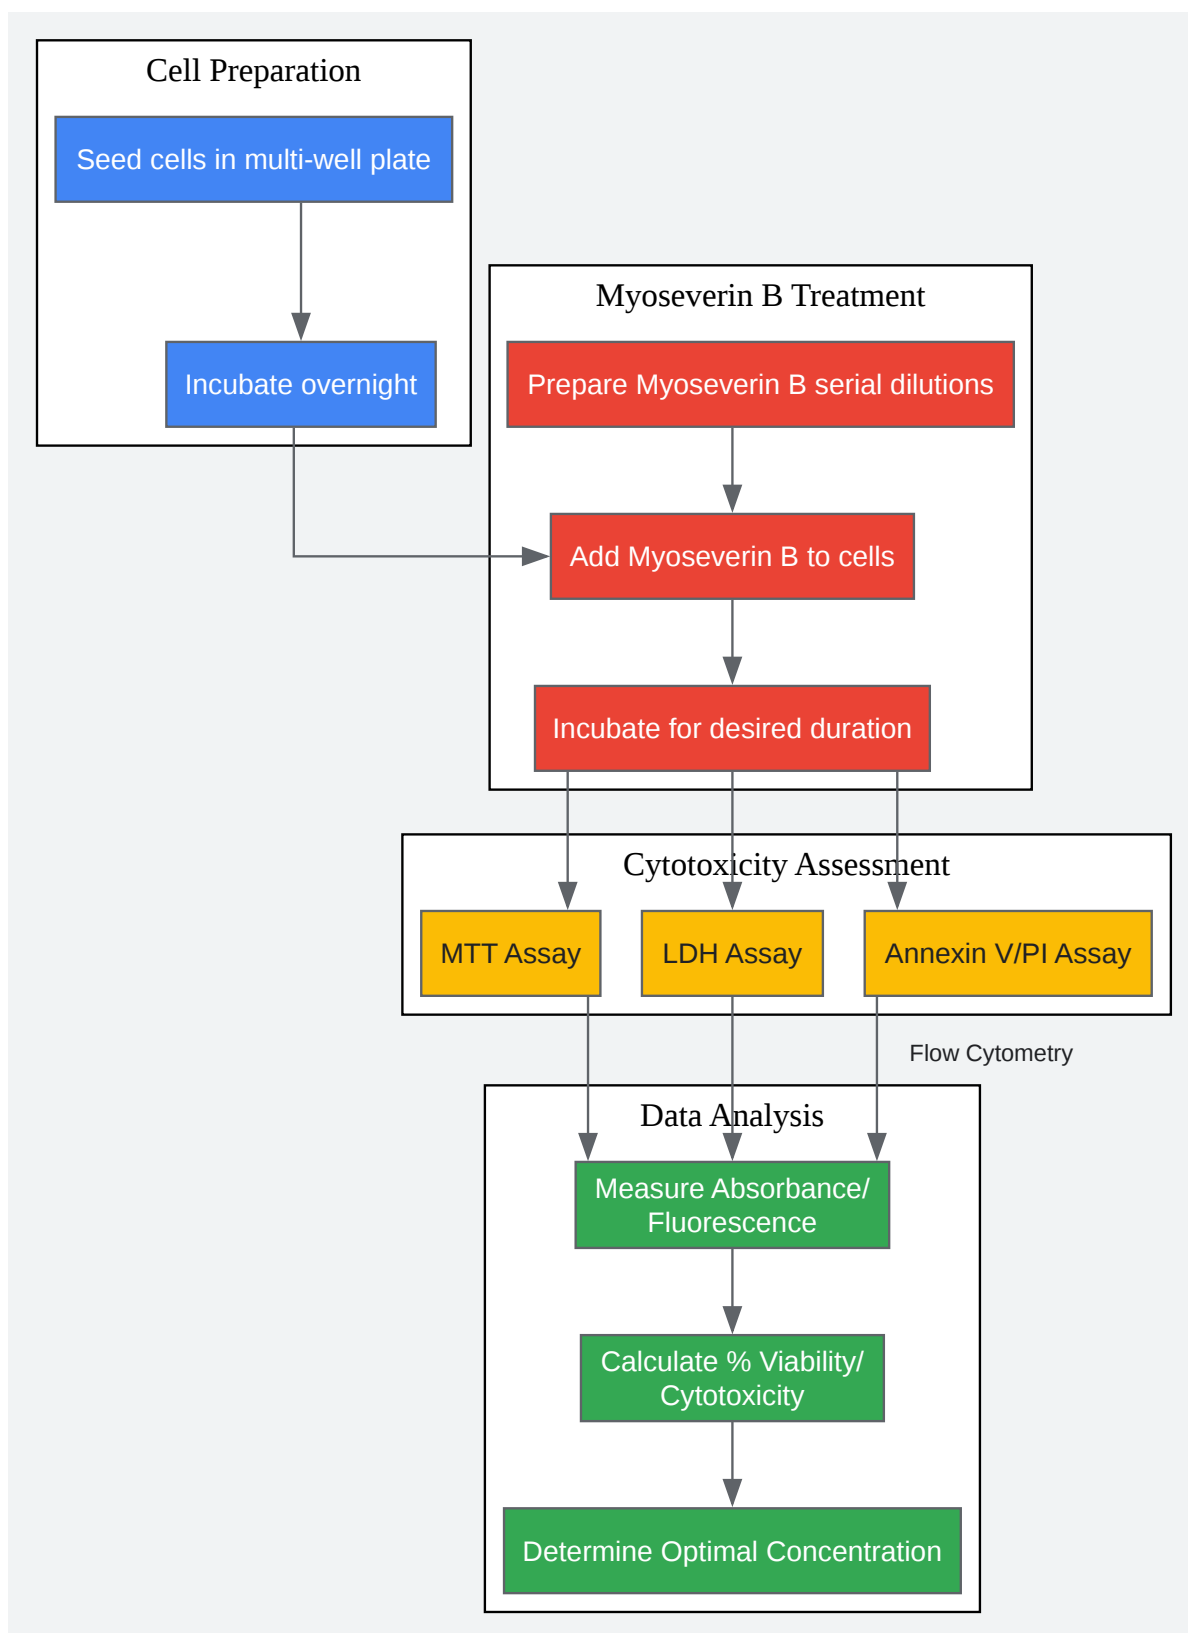 Cell Preparation
Seed cells in multi-well plate
Incubate overnight
Myoseverin B Treatment
Prepare Myoseverin B serial dilutions
Add Myoseverin B to cells
Incubate for desired duration
Cytotoxicity Assessment
MTT Assay
LDH Assay
Annexin V/PI Assay
Flow Cytometry
Data Analysis
Measure Absorbance/
Fluorescence
Calculate % Viability/
Cytotoxicity
Determine Optimal Concentration